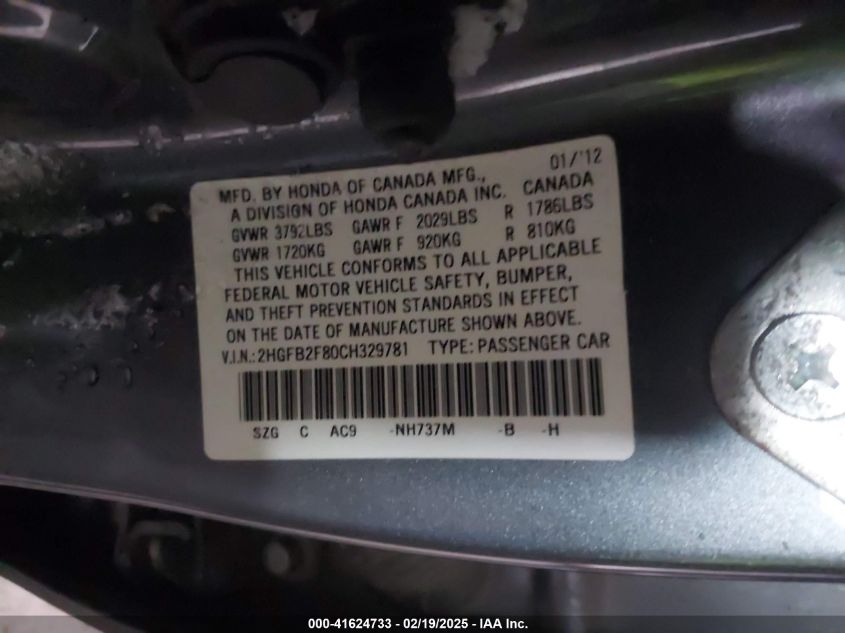 01/'12
MFD. BY HONDA OF CANADA MFG.,
A DIVISION OF HONDA CANADA INC. CANADA
GVWR 3792LBS GAWR F 2029LBS R 1786LBS
GVWR 1720KG GAWR F 920KG R 810KG
THIS VEHICLE CONFORMS TO ALL APPLICABLE
FEDERAL MOTOR VEHICLE SAFETY, BUMPER,
AND THEFT PREVENTION STANDARDS IN EFFECT
ON THE DATE OF MANUFACTURE SHOWN ABOVE.
V.I.N.:2HGFB2F80CH329781 TYPE: PASSENGER CAR
SZG C AC9 -NH737M -B -H
000-41624733 - 02/19/2025 - IAA Inc.